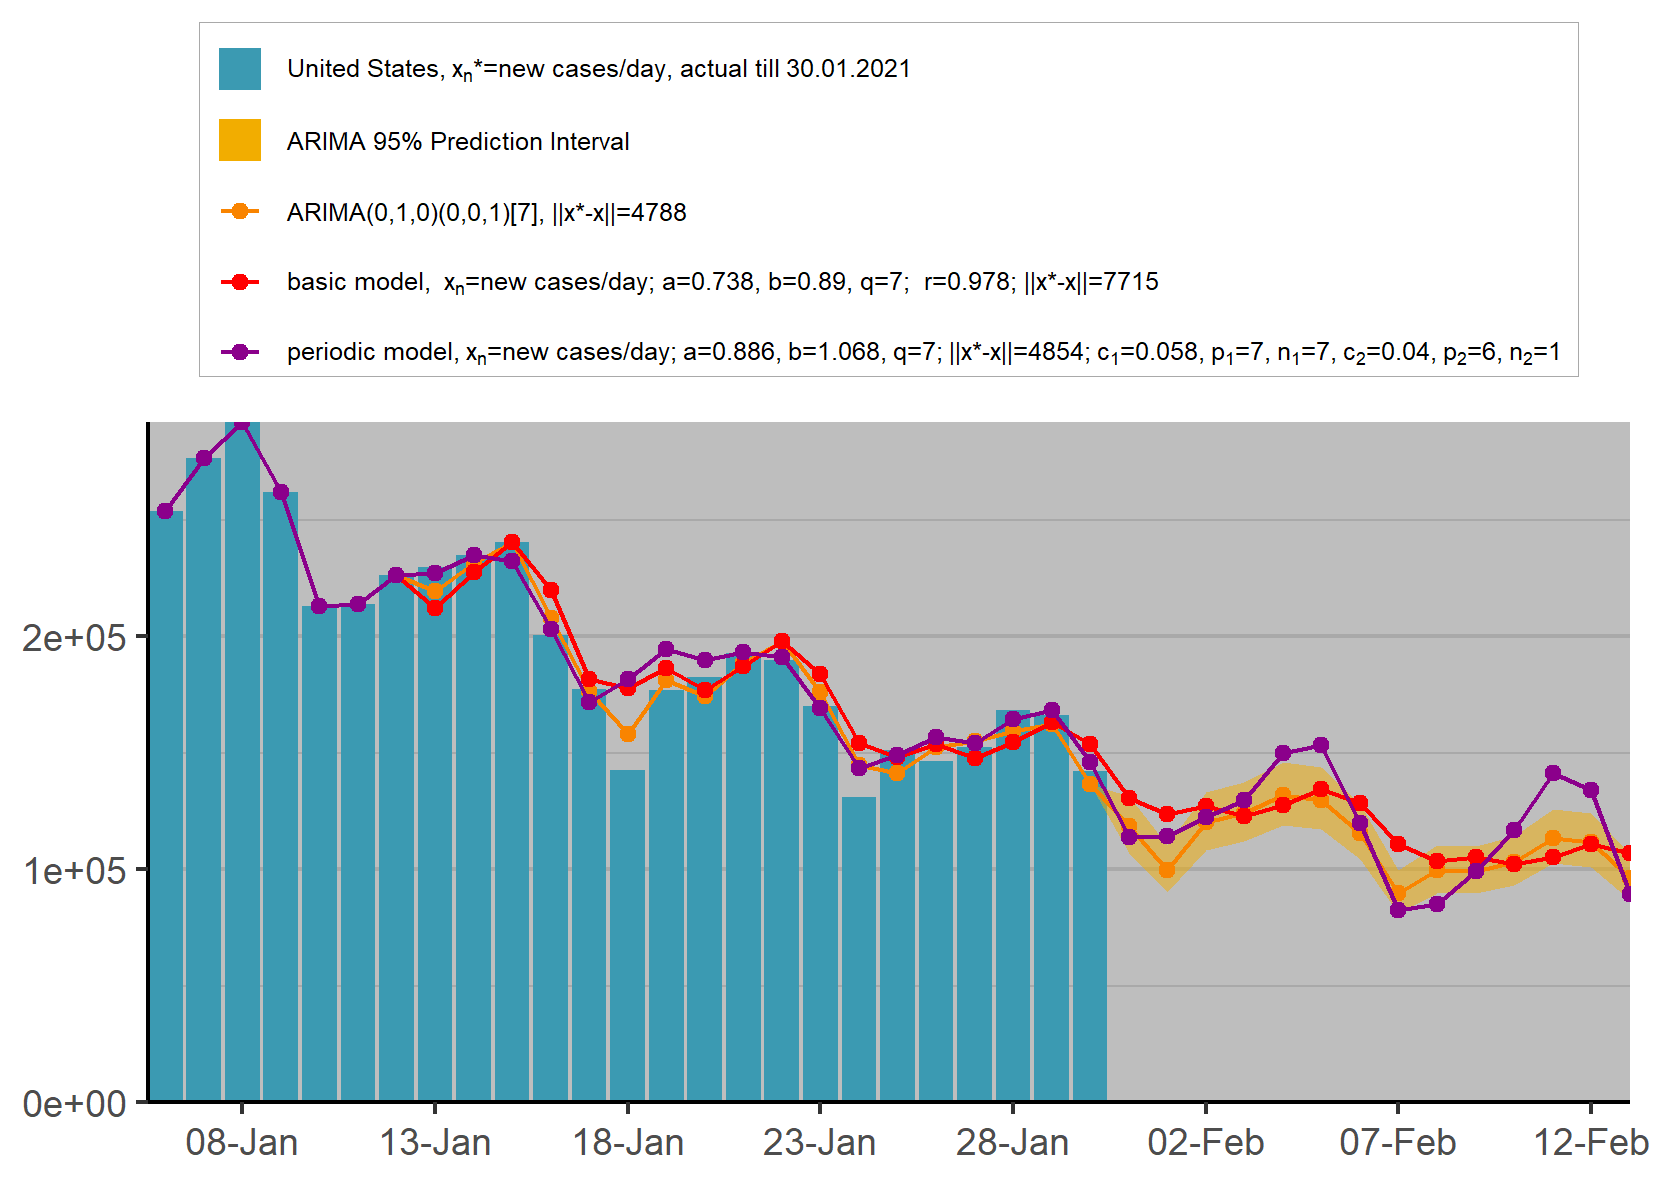 United States, xn*=new cases/day, actual till 30.01.2021
ARIMA 95% Prediction Interval
ARIMA(0,1,0)(0,0,1)[7], ||x*-x||=4788
basic model,  xn=new cases/day; a=0.738, b=0.89, q=7;  r=0.978; ||x*-x||=7715
periodic model, xn=new cases/day; a=0.886, b=1.068, q=7; ||x*-x||=4854; c1=0.058, p1=7, n1=7, c2=0.04, p2=6, n2=1
2e+05
1e+05
0e+00
08-Jan 13-Jan 18-Jan 23-Jan 28-Jan 02-Feb 07-Feb 12-Feb